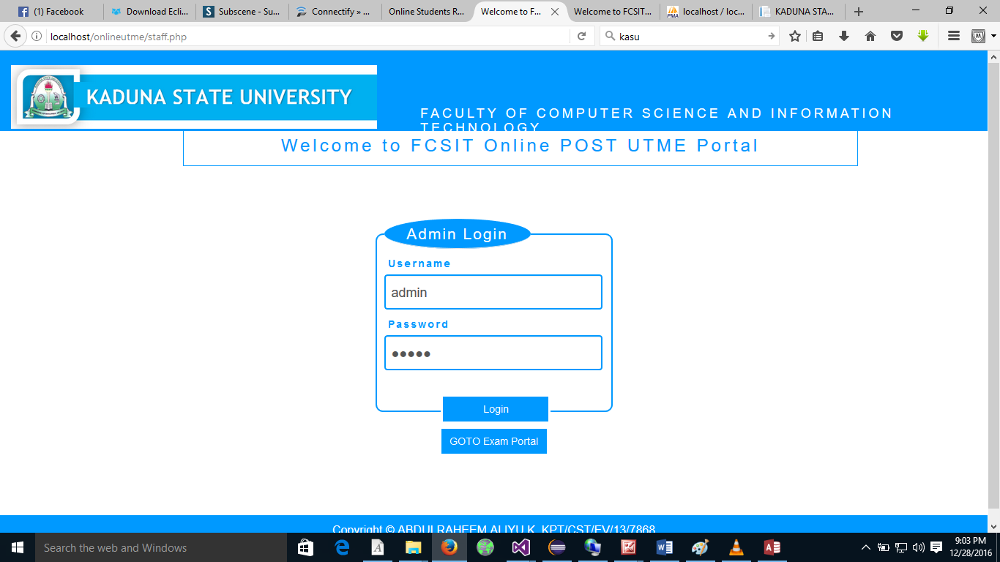 (1) Facebook
Download Ecli...
Subscene - Su...
Connectify » ...
Online Students R...
Welcome to F...
Welcome to FCSIT...
localhost / loc...
KADUNA STA...
localhost/onlineutme/staff.php
kasu
KADUNA STATE UNIVERSITY
FACULTY OF COMPUTER SCIENCE AND INFORMATION
TECHNOLOGY
Welcome to FCSIT Online POST UTME Portal
Admin Login
Username
admin
Password
●●●●●
Login
GOTO Exam Portal
Copyright © ABDULRAHEEM ALIYU K. KPT/CST/EV/13/7868
Search the web and Windows
9:03 PM
12/28/2016